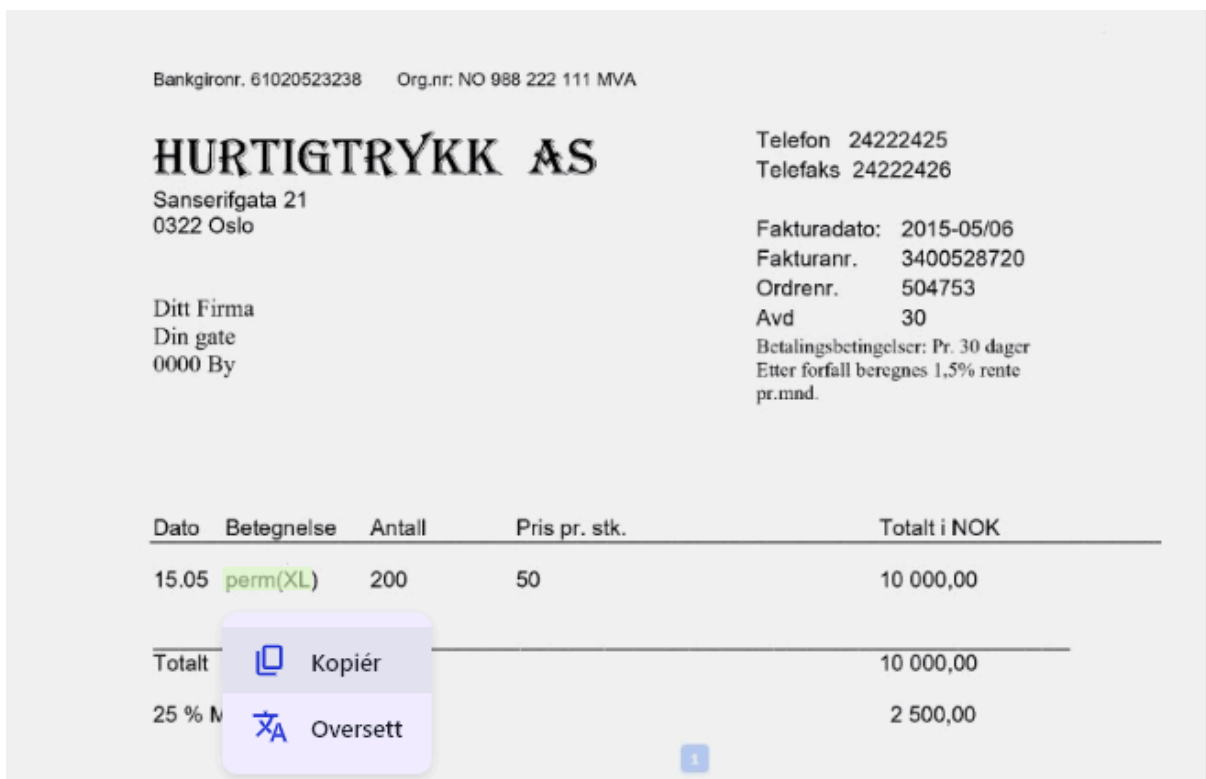 Bankgironr. 61020523238 Org.nr: NO 988 222 111 MVA
HURTIGTRYKK AS
Sanserifgata 21
0322 Oslo
Telefon 24222425
Telefaks 24222426
Fakturadato: 2015-05/06
Fakturanr. 3400528720
Ordrenr. 504753
Avd 30
Betalingsbetingelser: Pr. 30 dager
Etter forfall beregnes 1,5% rente
pr.mnd.
Ditt Firma
Din gate
0000 By
Dato Betegnelse Antall Pris pr. stk. Totalt i NOK
15.05 perm(XL) 200 50 10 000,00
Totalt 10 000,00
25 % M 2 500,00
Kopiér
Oversett
1